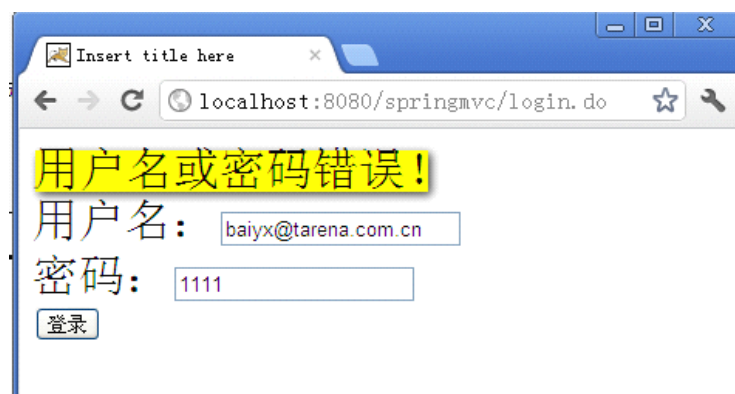 Insert title here
localhost:8080/springmvc/login.do
用户名或密码错误！
用户名： baiyx@tarena.com.cn
密码： 1111
登录